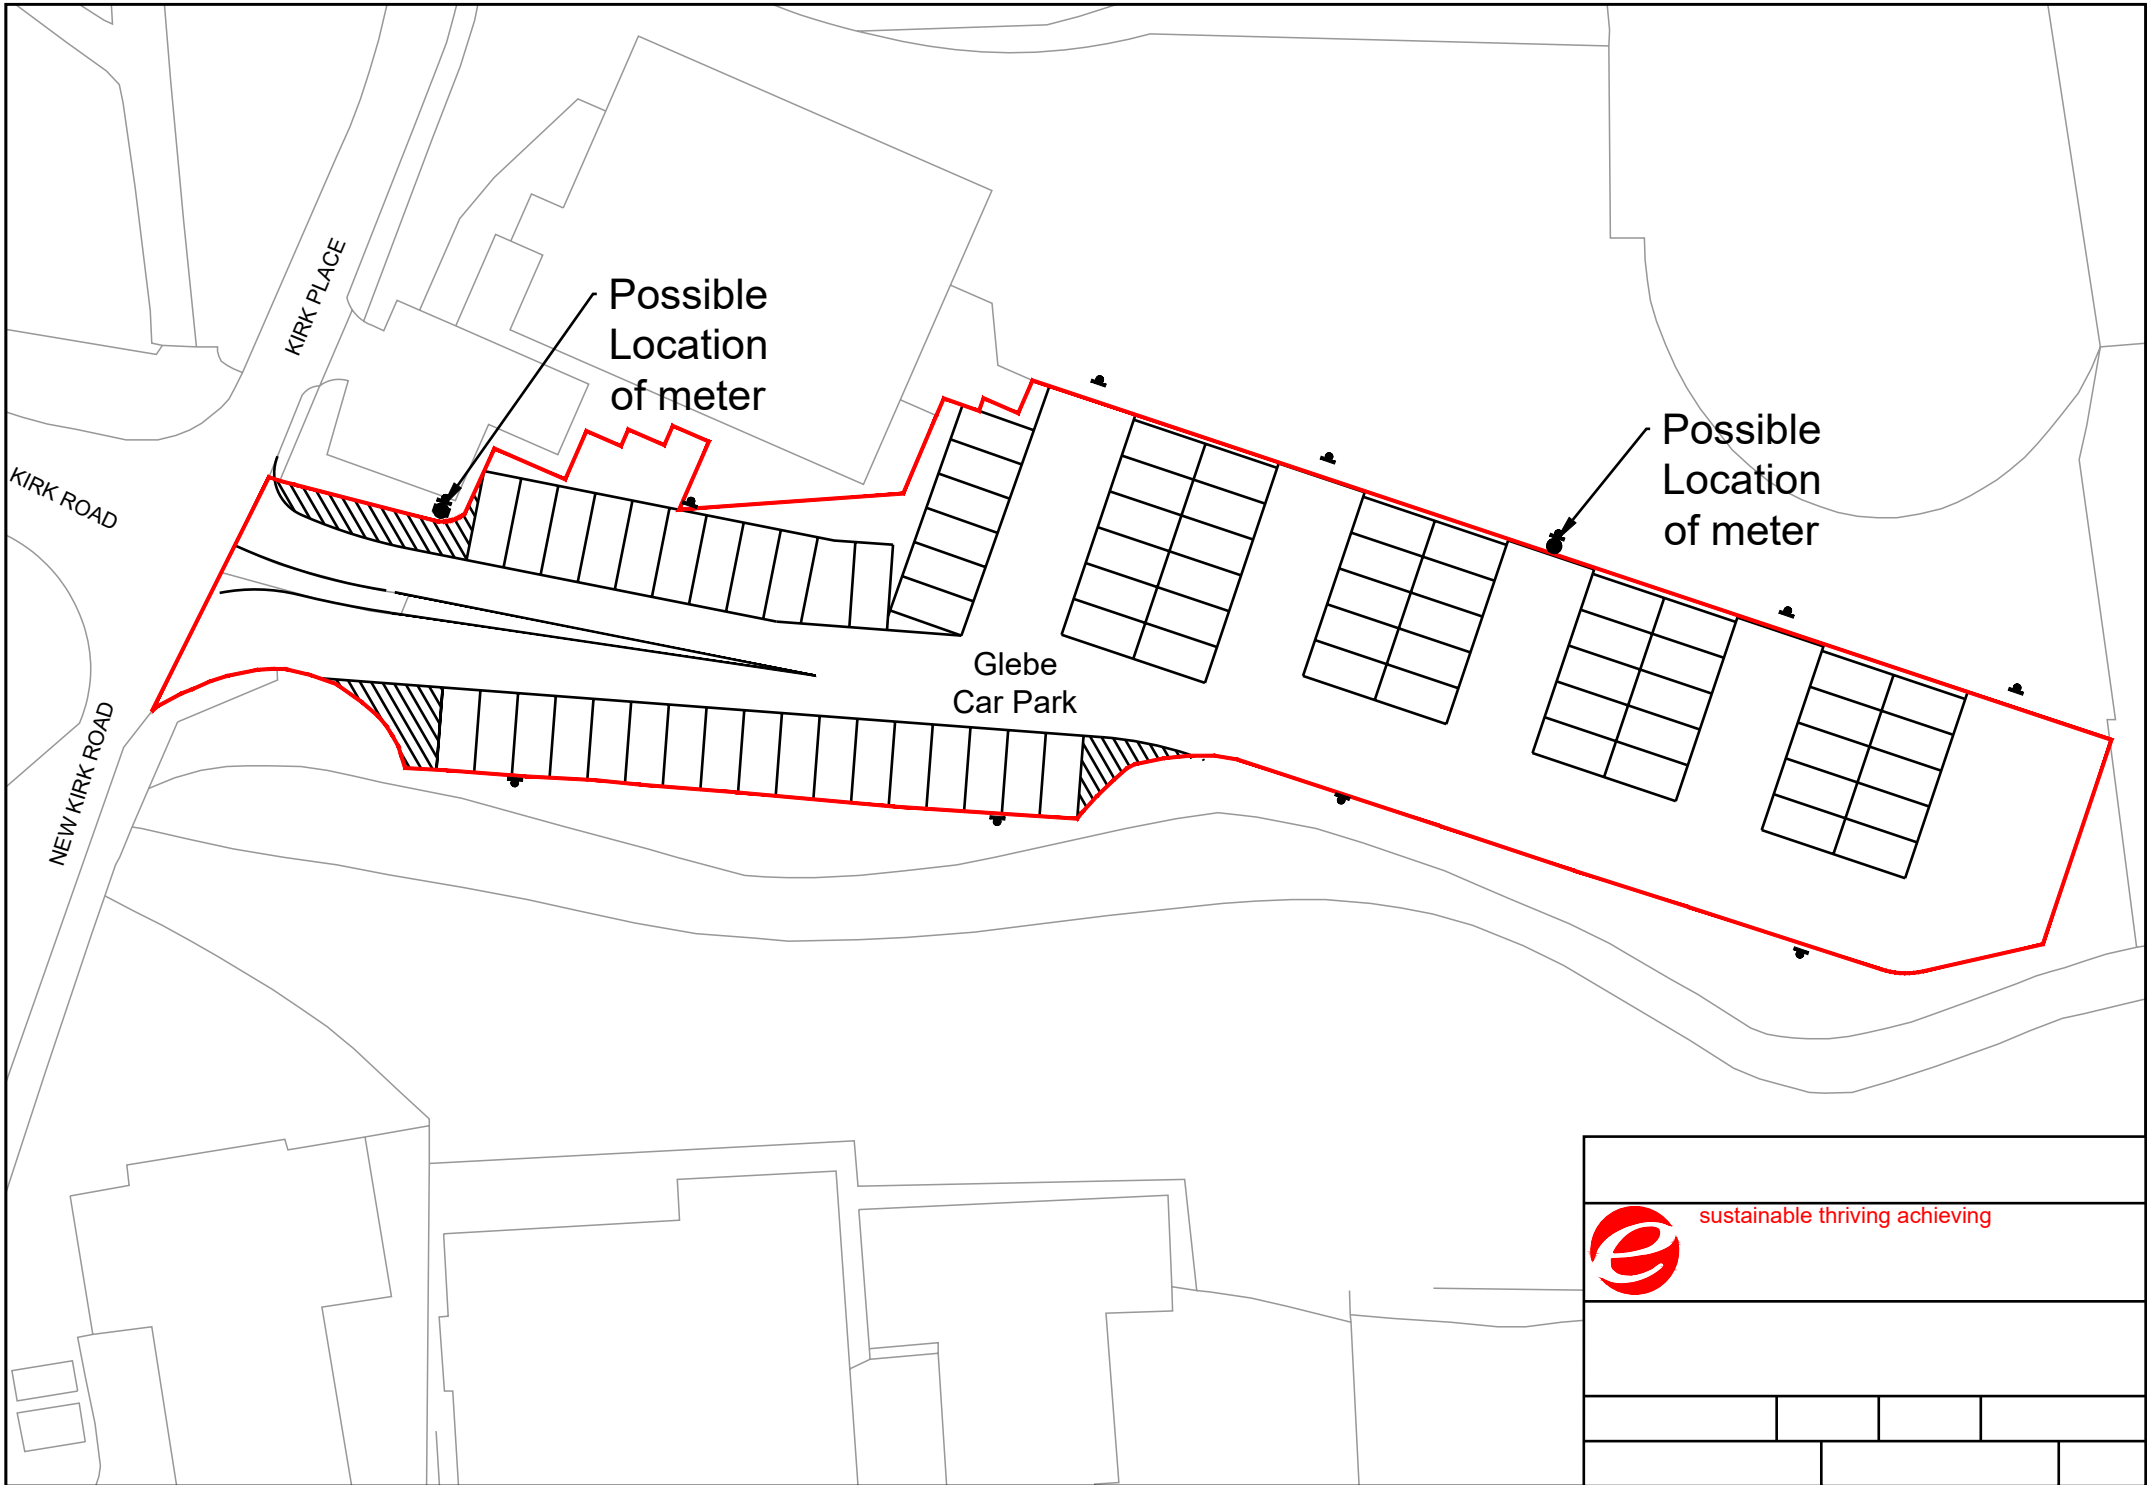 KIRK PLACE
Possible
Location
of meter
Possible
Location
of meter
KIRK ROAD
Glebe
Car Park
NEW KIRK ROAD
sustainable thriving achieving